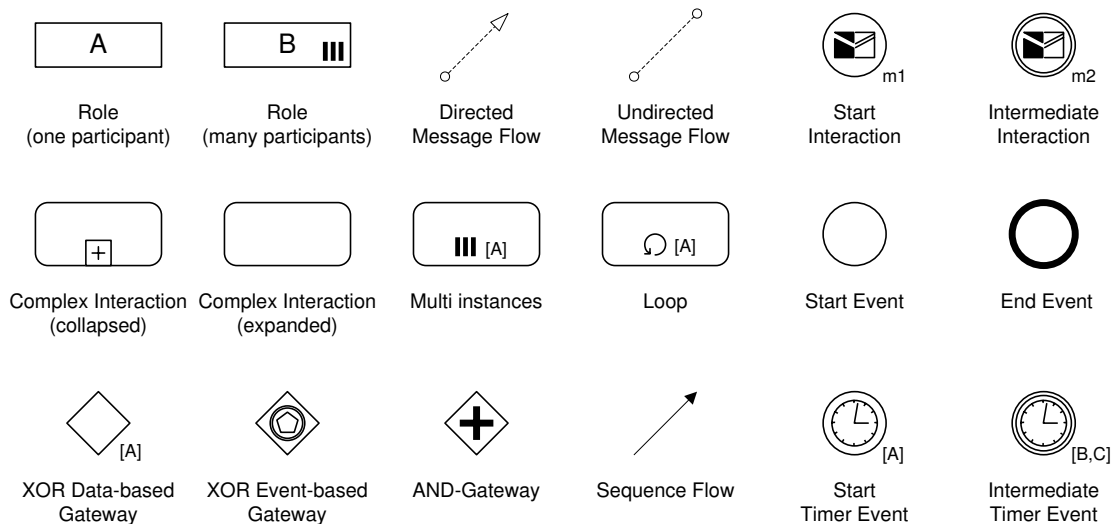 A
B
m1
m2
Role
(one participant)
Role
(many participants)
Directed
Message Flow
Undirected
Message Flow
Start
Interaction
Intermediate
Interaction
[A]
[A]
Complex Interaction
(collapsed)
Complex Interaction
(expanded)
Multi instances
Loop
Start Event
End Event
[A]
[A]
[B,C]
XOR Data-based
Gateway
XOR Event-based
Gateway
AND-Gateway
Sequence Flow
Start
Timer Event
Intermediate
Timer Event